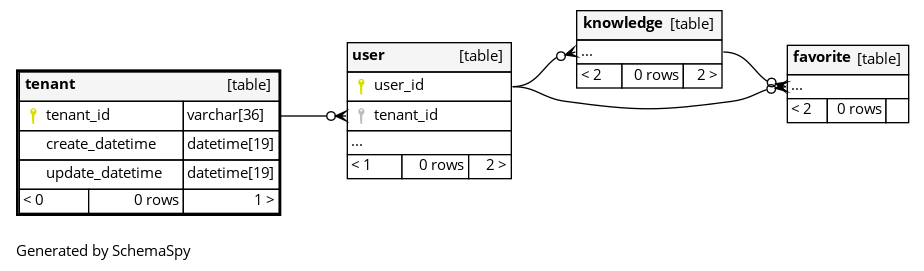 tenant [table]
tenant_id varchar[36]
create_datetime datetime[19]
update_datetime datetime[19]
< 0 0 rows 1 >
user [table]
user_id
tenant_id
...
< 1 0 rows 2 >
knowledge [table]
...
< 2 0 rows 2 >
favorite [table]
...
< 2 0 rows
Generated by SchemaSpy